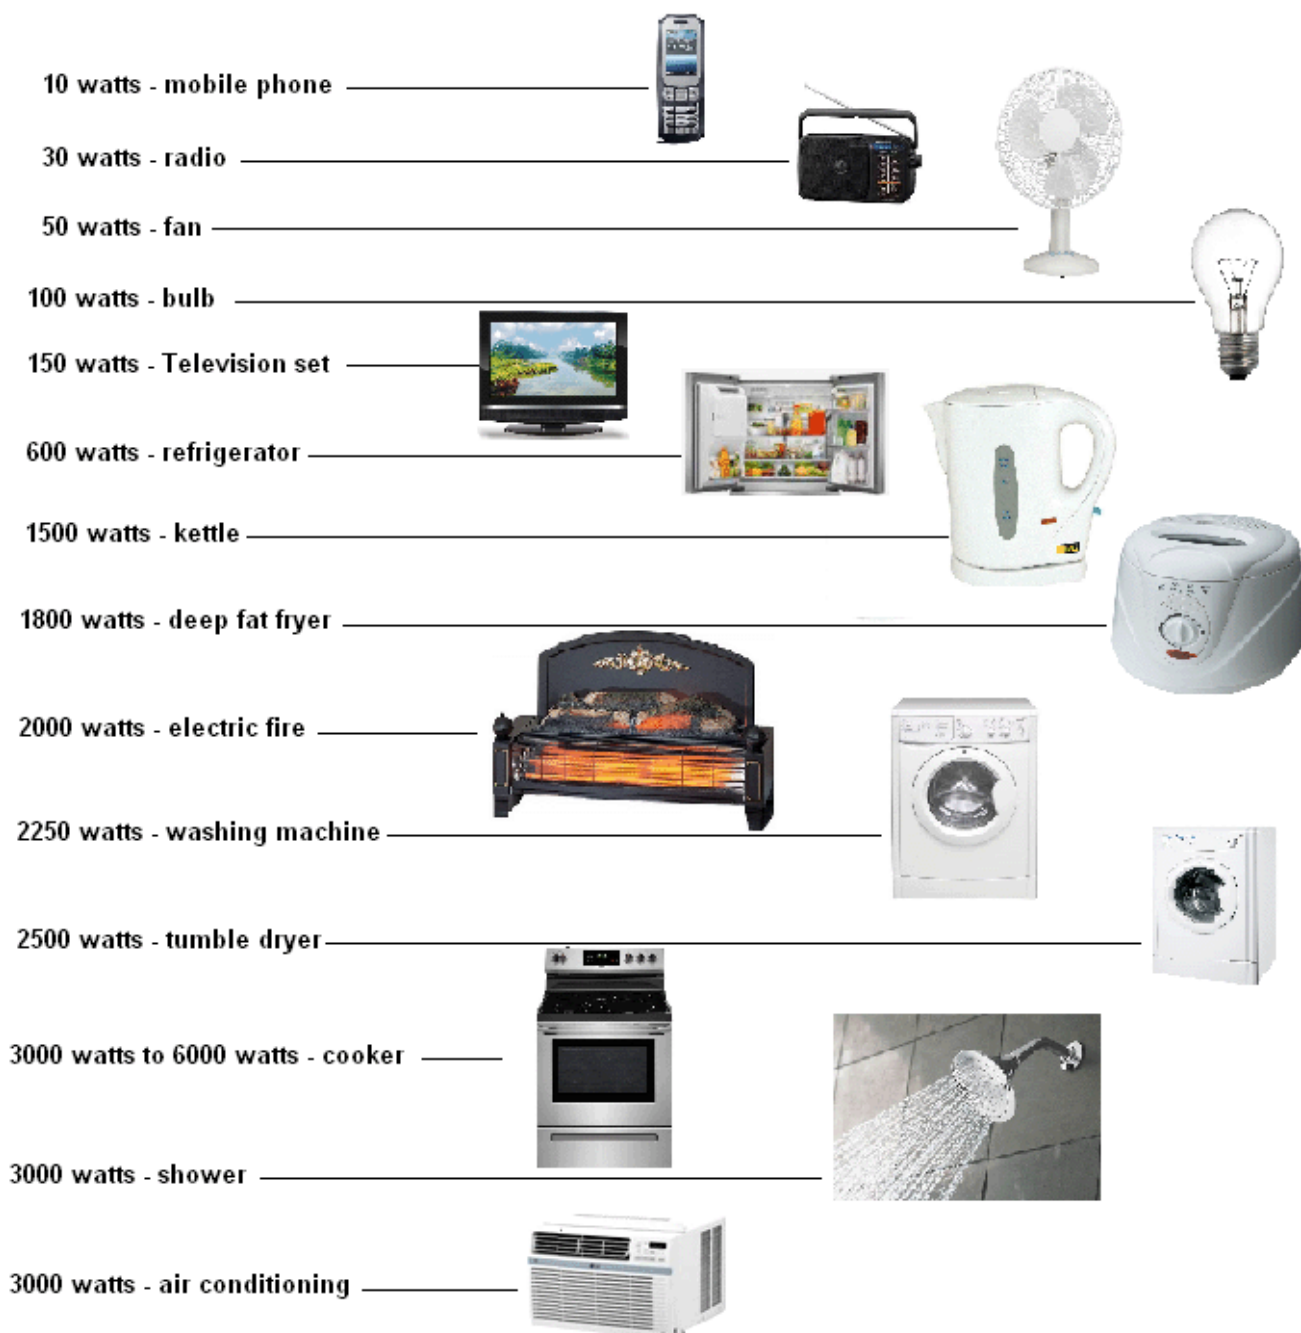 10 watts - mobile phone
30 watts - radio
50 watts - fan
100 watts - bulb
150 watts - Television set
600 watts - refrigerator
1500 watts - kettle
1800 watts - deep fat fryer
2000 watts - electric fire
2250 watts - washing machine
2500 watts - tumble dryer
3000 watts to 6000 watts - cooker
3000 watts - shower
3000 watts - air conditioning